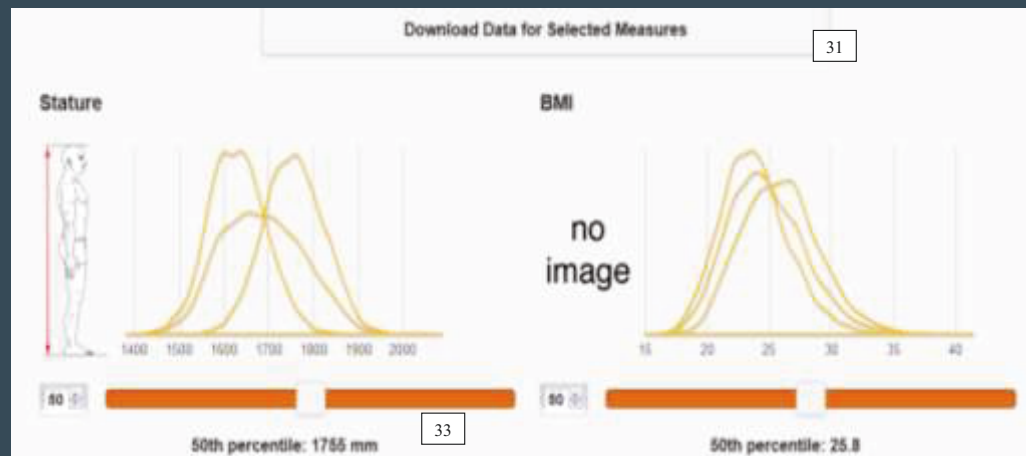 Download Data for Selected Measures
31
Stature
BMI
no
image
1400 1500 1600 1700 1800 1900 2000
15 20 25 30 35 40
50
50
33
50th percentile: 1755 mm
50th percentile: 25.8